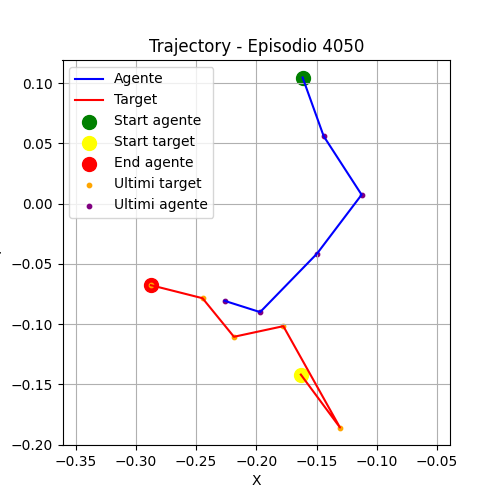 Trajectory - Episodio 4050
Agente
Target
Start agente
Start target
End agente
Ultimi target
Ultimi agente
0.10
0.05
0.00
−0.05
−0.10
−0.15
−0.20
−0.35 −0.30 −0.25 −0.20 −0.15 −0.10 −0.05
X